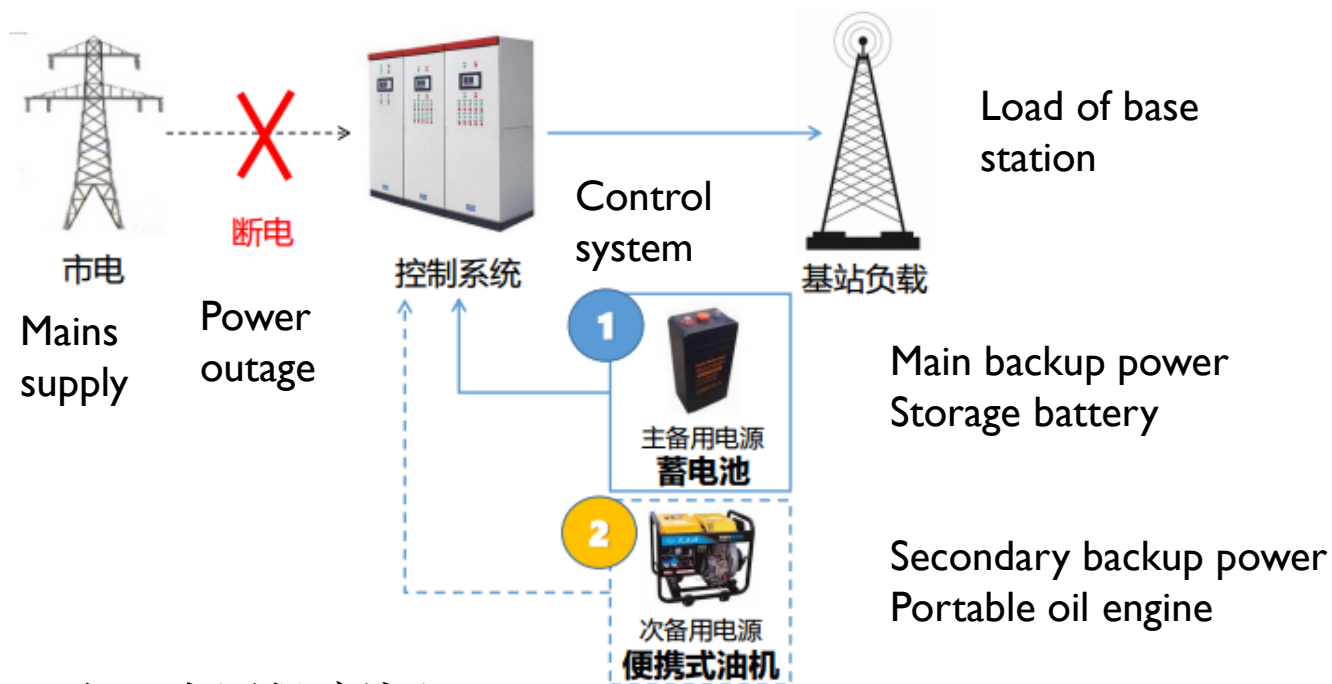 Load of base
station
断电
Control
system
市电
控制系统
基站负载
Mains
supply
Power
outage
1
Main backup power
Storage battery
主备用电源
蓄电池
2
Secondary backup power
Portable oil engine
次备用电源
便携式油机